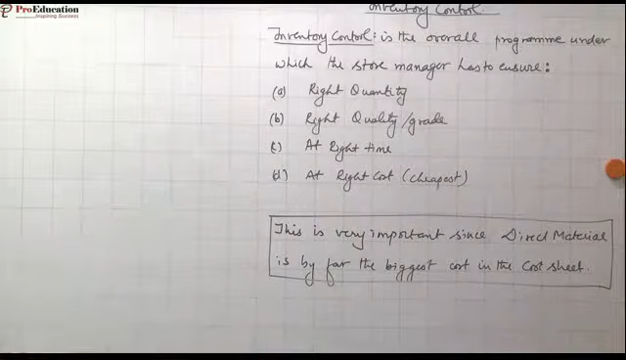 ProEducation
Inspiring Success
Inventory Control
Inventory Control: is the overall programme under
which the store manager has to ensure:
(a) Right Quantity
(b) Right Quality/grade
(c) At Right time
(d) At Right Cost (cheapest)
This is very important since Direct Material
is by far the biggest cost in the Cost sheet.